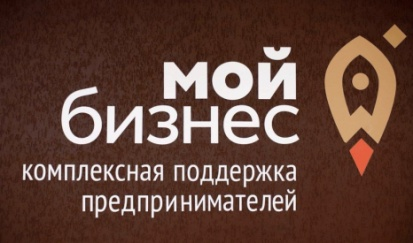 мой
бизнес
комплексная поддержка
предпринимателей